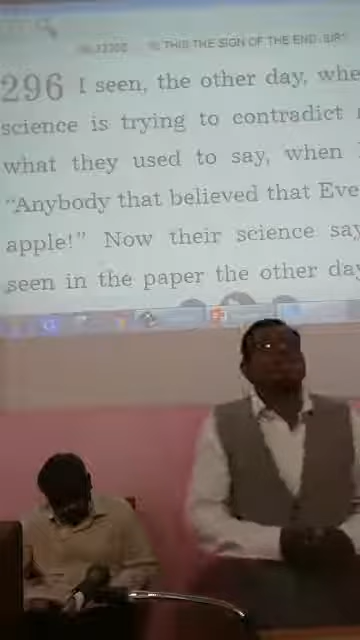 IS THIS THE SIGN OF THE END, SIR?
296 I seen, the other day, whe
science is trying to contradict
what they used to say, when
"Anybody that believed that Eve
apple!" Now their science say
seen in the paper the other day